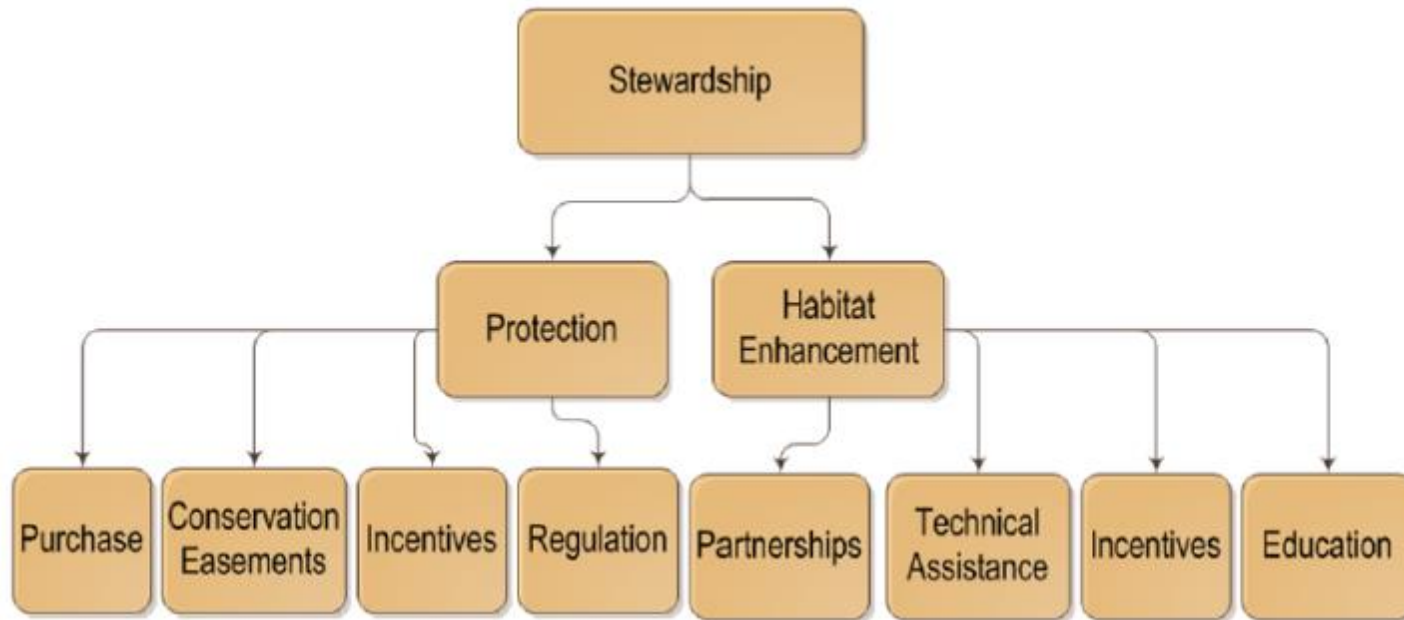 Stewardship
Protection
Habitat
Enhancement
Purchase
Conservation
Easements
Incentives
Regulation
Partnerships
Technical
Assistance
Incentives
Education